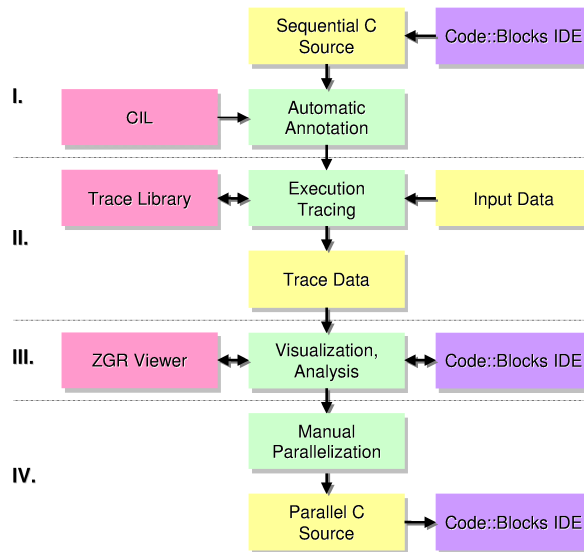 Sequential C
Source
Code::Blocks IDE
I.
CIL
Automatic
Annotation
Trace Library
Execution
Tracing
Input Data
II.
Trace Data
III.
ZGR Viewer
Visualization,
Analysis
Code::Blocks IDE
Manual
Parallelization
IV.
Parallel C
Source
Code::Blocks IDE